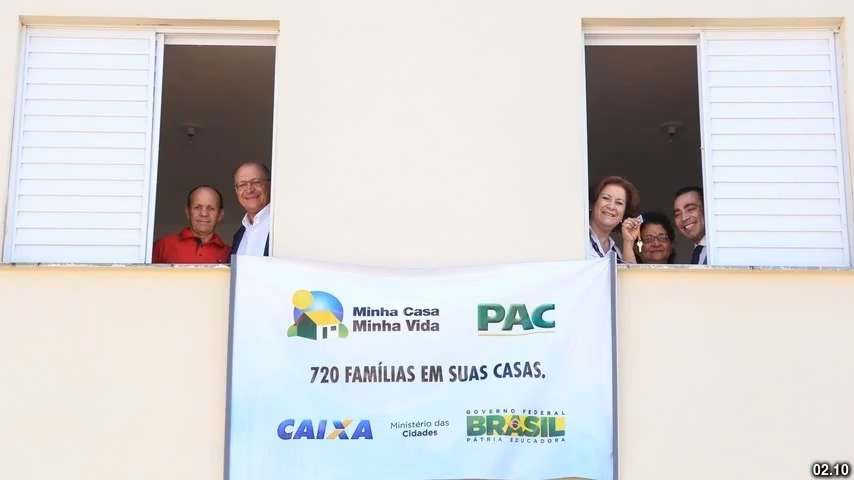 Minha Casa
Minha Vida
PAC
720 FAMÍLIAS EM SUAS CASAS.
CAIXA
Ministério das
Cidades
GOVERNO FEDERAL
BRASIL
PÁTRIA EDUCADORA
02.10